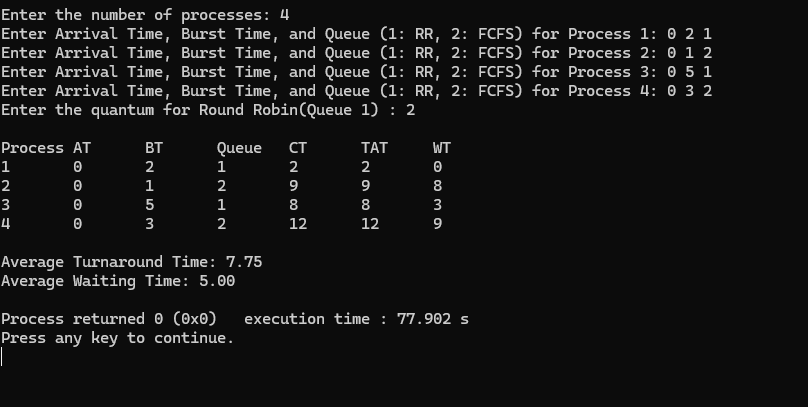 Enter the number of processes: 4
Enter Arrival Time, Burst Time, and Queue (1: RR, 2: FCFS) for Process 1: 0 2 1
Enter Arrival Time, Burst Time, and Queue (1: RR, 2: FCFS) for Process 2: 0 1 2
Enter Arrival Time, Burst Time, and Queue (1: RR, 2: FCFS) for Process 3: 0 5 1
Enter Arrival Time, Burst Time, and Queue (1: RR, 2: FCFS) for Process 4: 0 3 2
Enter the quantum for Round Robin(Queue 1) : 2
Process AT      BT      Queue   CT      TAT     WT
1       0       2       1       2       2       0
2       0       1       2       9       9       8
3       0       5       1       8       8       3
4       0       3       2       12      12      9
Average Turnaround Time: 7.75
Average Waiting Time: 5.00
Process returned 0 (0x0)   execution time : 77.902 s
Press any key to continue.